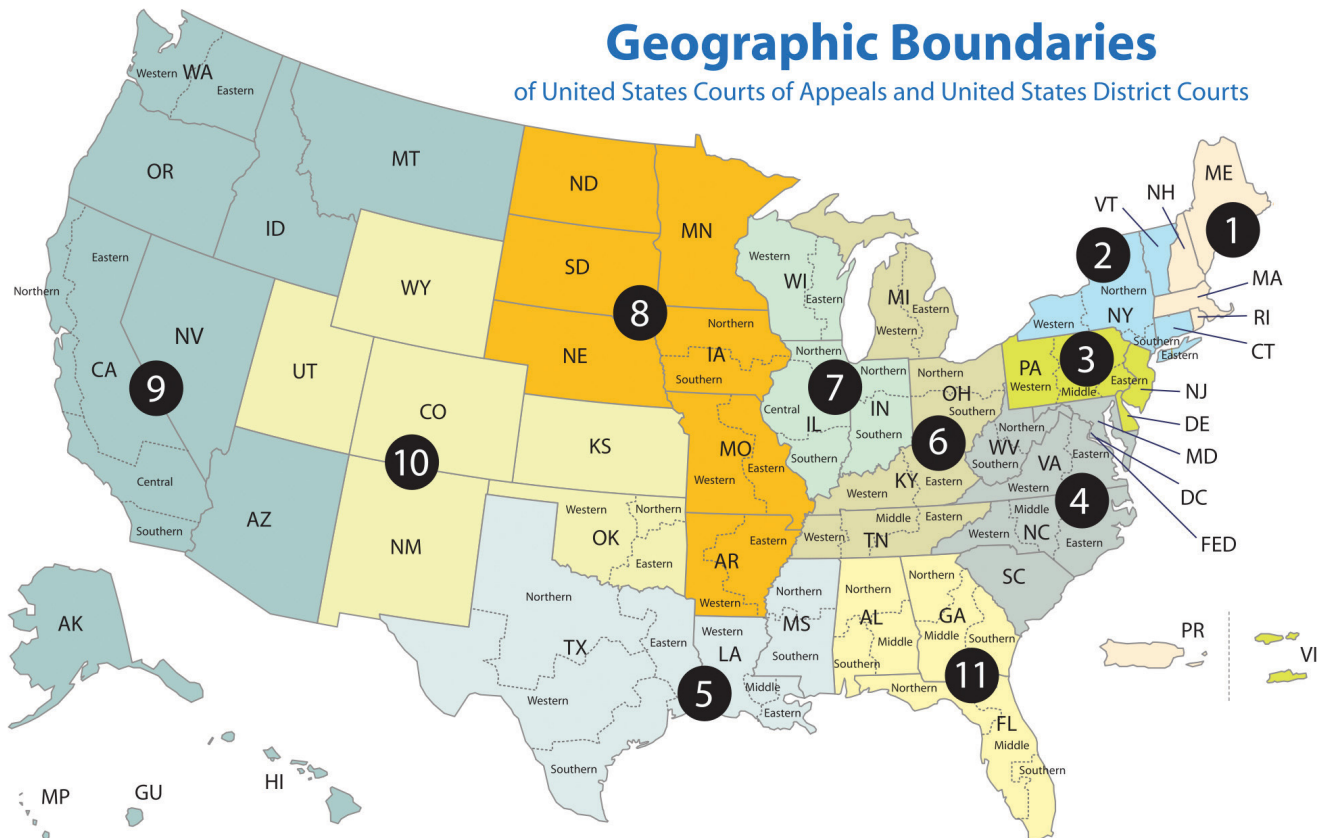 Geographic Boundaries
of United States Courts of Appeals and United States District Courts
Western
WA
Eastern
OR
ID
MT
ND
MN
SD
NE
WY
8
Northern
IA
Southern
Eastern
Northern
CA
NV
9
Central
Southern
UT
CO
10
KS
AZ
NM
Western
Northern
OK
Eastern
MO
Eastern
Western
Eastern
AR
Western
Western
WI
Eastern
MI
Eastern
Western
Northern
7
Northern
Central
IL
IN
Southern
Southern
Northern
OH
Southern
6
KY
Eastern
Western
Middle
Eastern
Western
TN
ME
NH
VT
1
2
Northern
NY
Western
Southern
Eastern
MA
RI
CT
PA
3
Western
Middle
Eastern
NJ
DE
MD
DC
FED
Northern
WV
Southern
VA
Eastern
Western
4
Middle
Western
NC
Eastern
SC
Northern
TX
Eastern
Western
Southern
Western
LA
5
Middle
Eastern
Northern
MS
Southern
Northern
AL
Middle
Southern
Northern
GA
Middle
Southern
11
Northern
FL
Middle
Southern
PR
VI
AK
HI
GU
MP